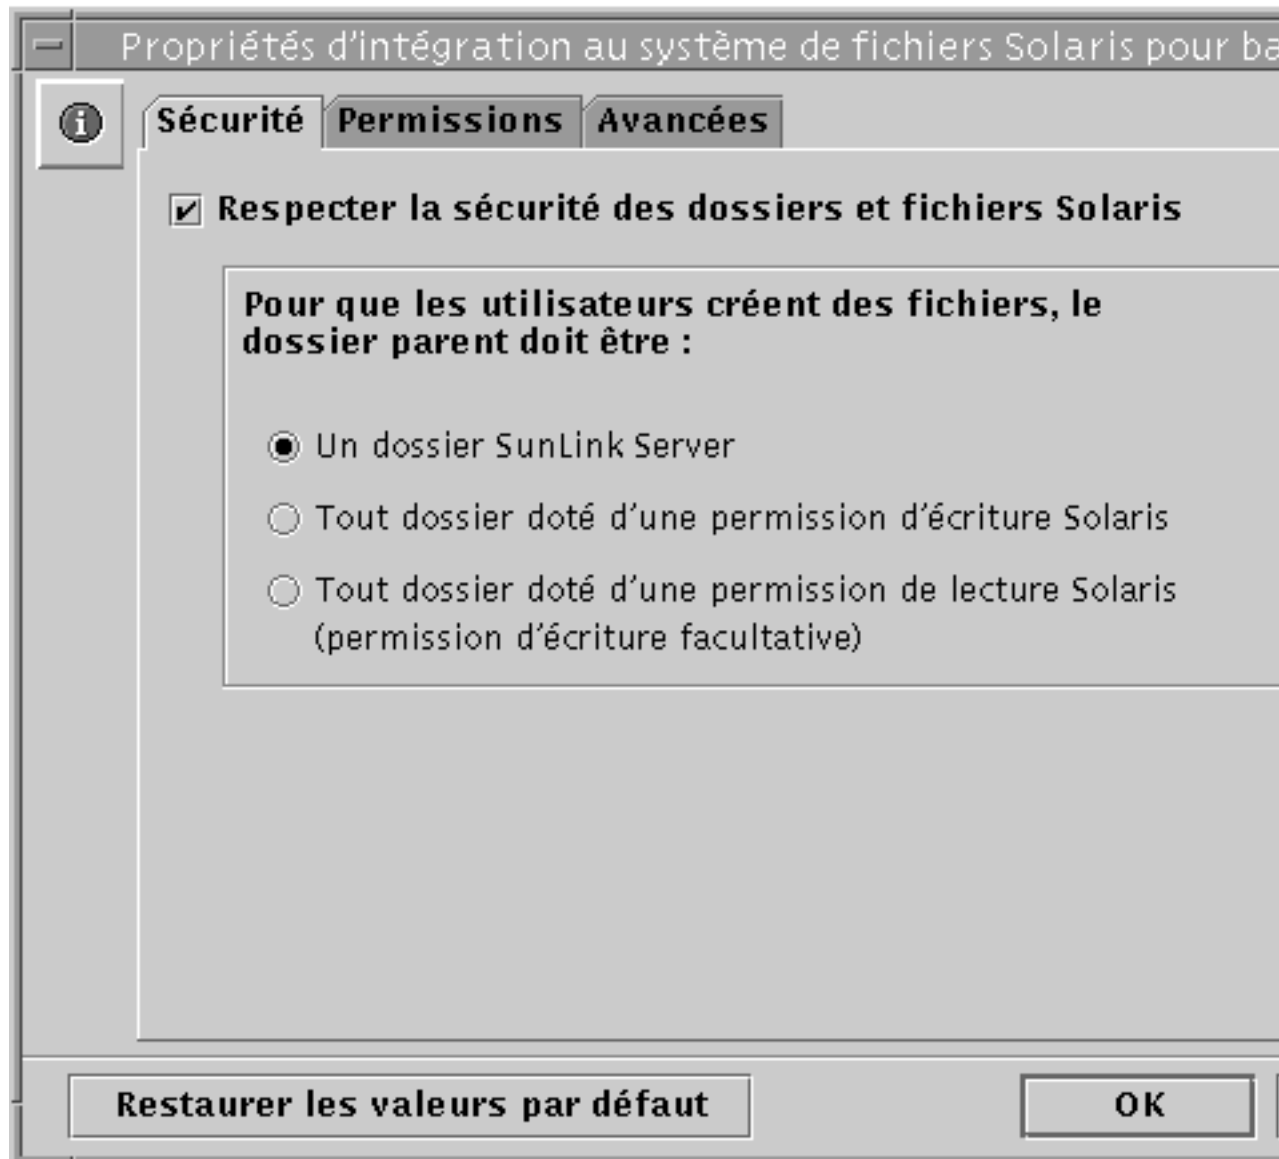 Propriétés d'intégration au système de fichiers Solaris pour
Sécurité Permissions Avancées
Respecter la sécurité des dossiers et fichiers Solaris
Pour que les utilisateurs créent des fichiers, le
dossier parent doit être :
Un dossier SunLink Server
Tout dossier doté d'une permission d'écriture Solaris
Tout dossier doté d'une permission de lecture Solaris
(permission d'écriture facultative)
Restaurer les valeurs par défaut OK